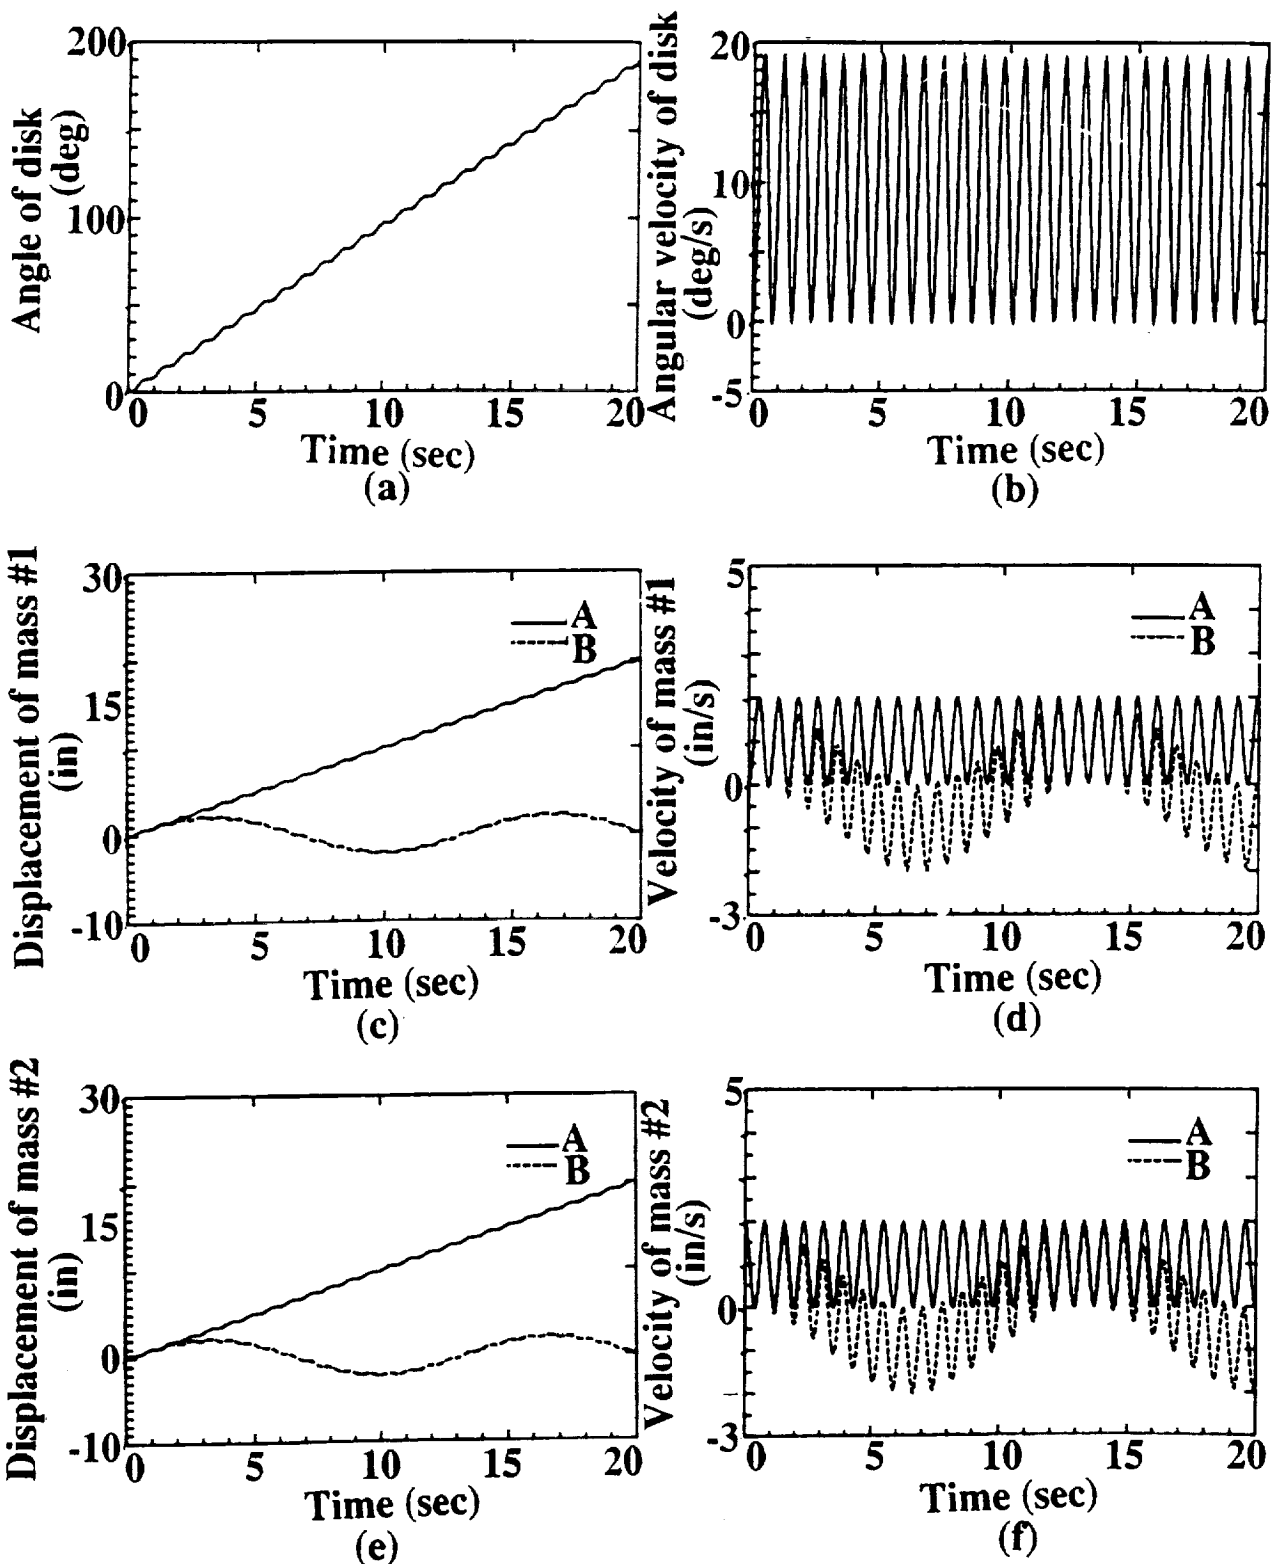 Angle of disk
(deg)
200
100
0
0 5 10 15 20
Time (sec)
(a)
Angular velocity of disk
(deg/s)
20
10
0
-5
0 5 10 15 20
Time (sec)
(b)
Displacement of mass #1
(in)
30
15
0
-10
A
B
0 5 10 15 20
Time (sec)
(c)
Velocity of mass #1
(in/s)
5
0
-3
A
B
0 5 10 15 20
Time (sec)
(d)
Displacement of mass #2
(in)
30
15
0
-10
A
B
0 5 10 15 20
Time (sec)
(e)
Velocity of mass #2
(in/s)
5
0
-3
A
B
0 5 10 15 20
Time (sec)
(f)